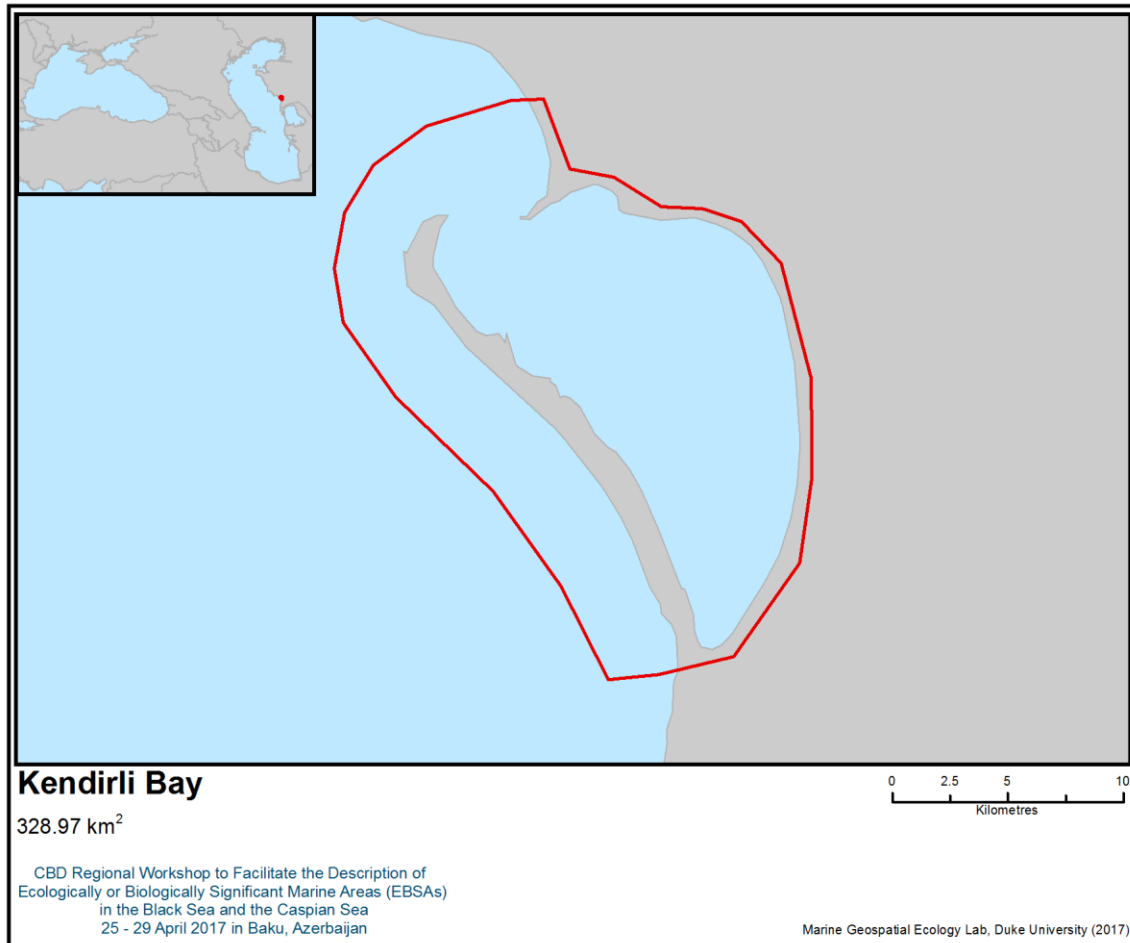 Kendirli Bay
328.97 km²
0 2.5 5 10
Kilometres
CBD Regional Workshop to Facilitate the Description of
Ecologically or Biologically Significant Marine Areas (EBSAs)
in the Black Sea and the Caspian Sea
25 - 29 April 2017 in Baku, Azerbaijan
Marine Geospatial Ecology Lab, Duke University (2017)